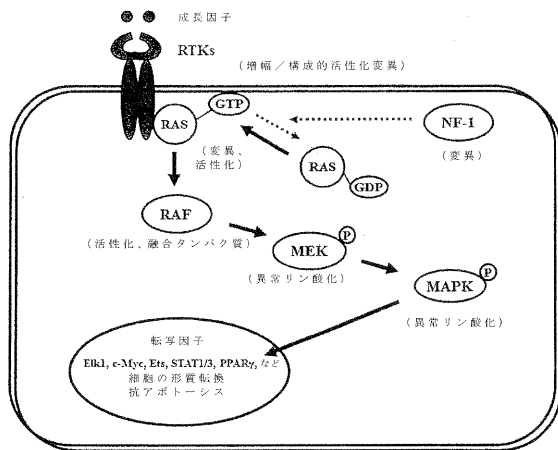 成長因子
RTKs
(増幅/構成的活性化変異)
GTP
RAS
NF-1
(変異)
(変異、
活性化)
RAS
GDP
RAF
(活性化、融合タンパク質)
P
MEK
(異常リン酸化)
P
MAPK
(異常リン酸化)
転写因子
Elk1, c-Myc, Ets, STAT1/3, PPARγ, など
細胞の形質転換
抗アポトーシス